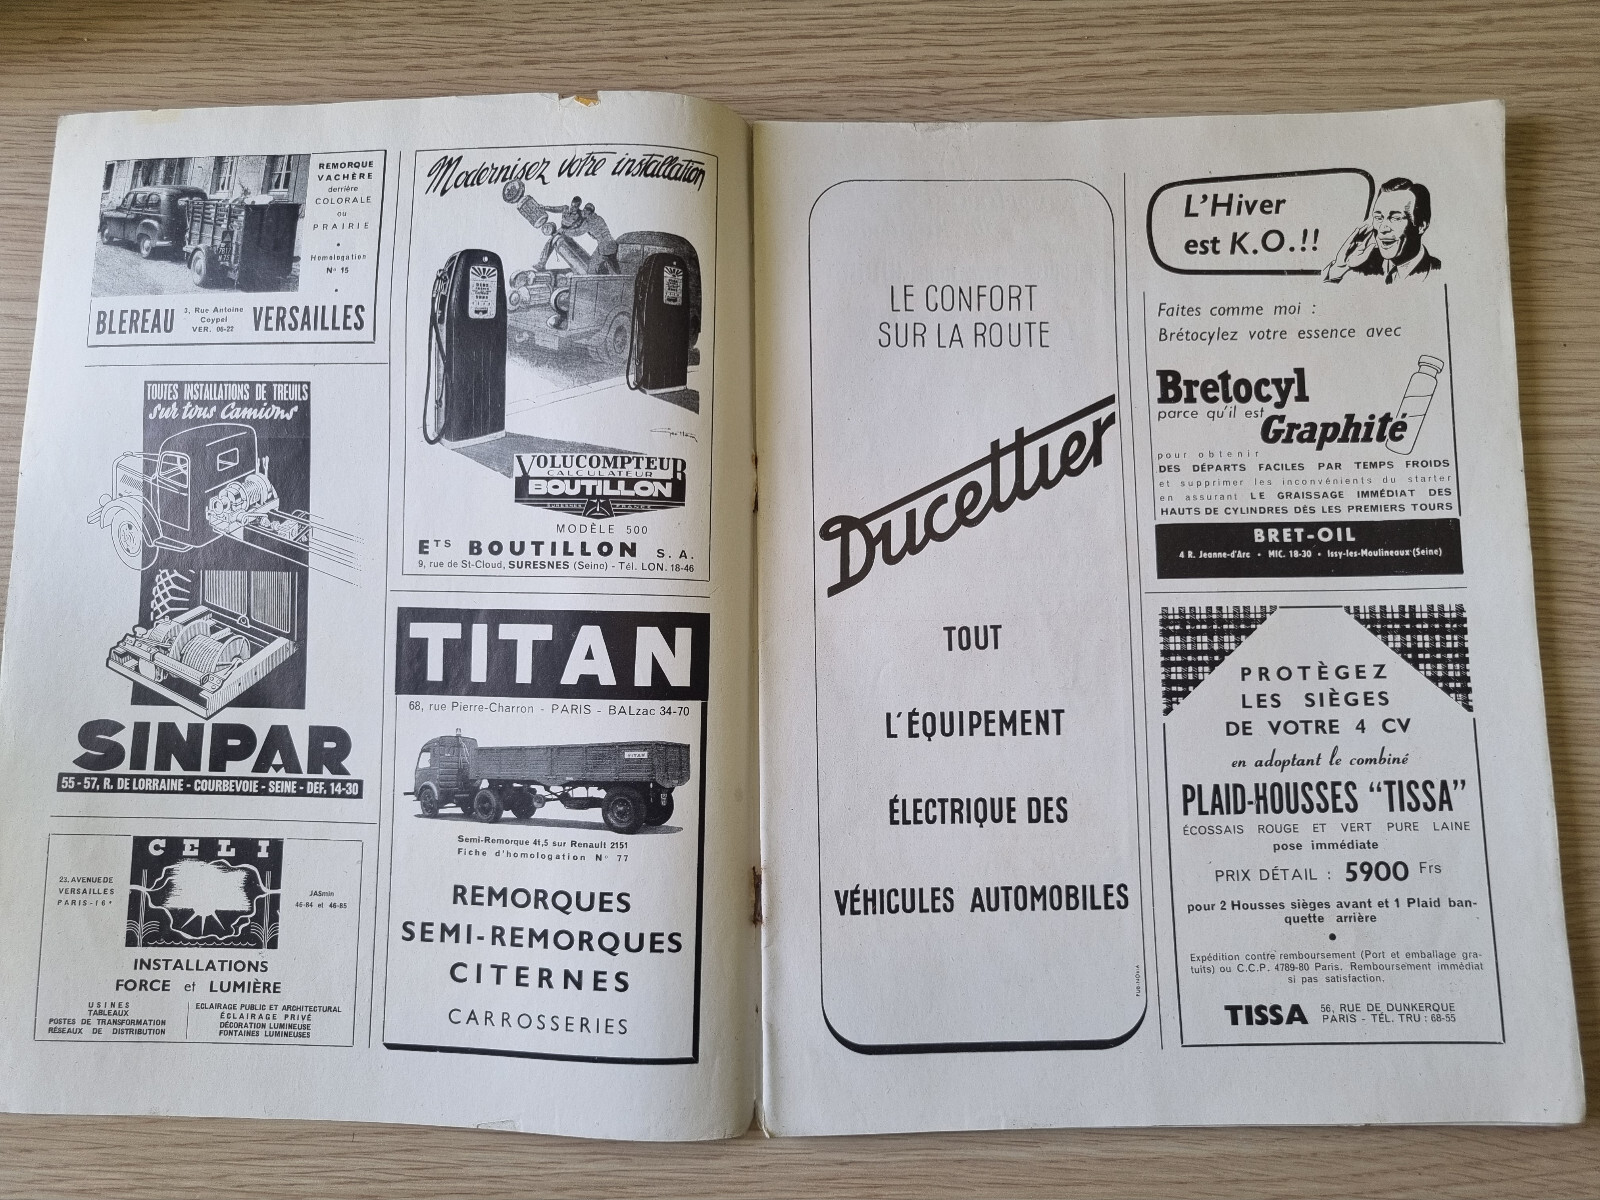 REMORQUE
VACHÈRE
derrière
COLORALE
ou
PRAIRIE
Homologation
N° 15
BLEREAU
3, Rue Antoine
Coypel
VER. 06-22
VERSAILLES
TOUTES INSTALLATIONS DE TREUILS
sur tous Camions
SINPAR
55-57, R. DE LORRAINE - COURBEVOIE - SEINE - DEF. 14-30
CELI
23, AVENUE DE
VERSAILLES
PARIS-16e
JASmin
46-84 et 46-85
INSTALLATIONS
FORCE et LUMIÈRE
USINES
TABLEAUX
POSTES DE TRANSFORMATION
RÉSEAUX DE DISTRIBUTION
ECLAIRAGE PUBLIC ET ARCHITECTURAL
ÉCLAIRAGE PRIVÉ
DÉCORATION LUMINEUSE
FONTAINES LUMINEUSES
Modernisez votre installation
VOLUCOMPTEUR
CALCULATEUR
BOUTILLON
SURESNES FRANCE
MODÈLE 500
ETS BOUTILLON S. A.
9, rue de St-Cloud, SURESNES (Seine) - Tél. LON. 18-46
TITAN
68, rue Pierre-Charron - PARIS - BALzac 34-70
TITAN
Semi-Remorque 4t,5 sur Renault 2151
Fiche d'homologation N° 77
REMORQUES
SEMI-REMORQUES
CITERNES
CARROSSERIES
LE CONFORT
SUR LA ROUTE
Ducellier
TOUT
L'ÉQUIPEMENT
ÉLECTRIQUE DES
VÉHICULES AUTOMOBILES
L'Hiver
est K.O.!!
Faites comme moi :
Brétocylez votre essence avec
Bretocyl
parce qu'il est
Graphité
pour obtenir
DES DÉPARTS FACILES PAR TEMPS FROIDS
et supprimer les inconvénients du starter
en assurant LE GRAISSAGE IMMÉDIAT DES
HAUTS DE CYLINDRES DÈS LES PREMIERS TOURS
BRET-OIL
4 R. Jeanne-d'Arc • MIC. 18-30 • Issy-les-Moulineaux (Seine)
PROTÈGEZ
LES SIÈGES
DE VOTRE 4 CV
en adoptant le combiné
PLAID-HOUSSES "TISSA"
ÉCOSSAIS ROUGE ET VERT PURE LAINE
pose immédiate
PRIX DÉTAIL : 5900 Frs
pour 2 Housses sièges avant et 1 Plaid ban-
quette arrière
Expédition contre remboursement (Port et emballage gra-
tuits) ou C.C.P. 4789-80 Paris. Remboursement immédiat
si pas satisfaction.
TISSA
56, RUE DE DUNKERQUE
PARIS - TÉL. TRU : 68-55